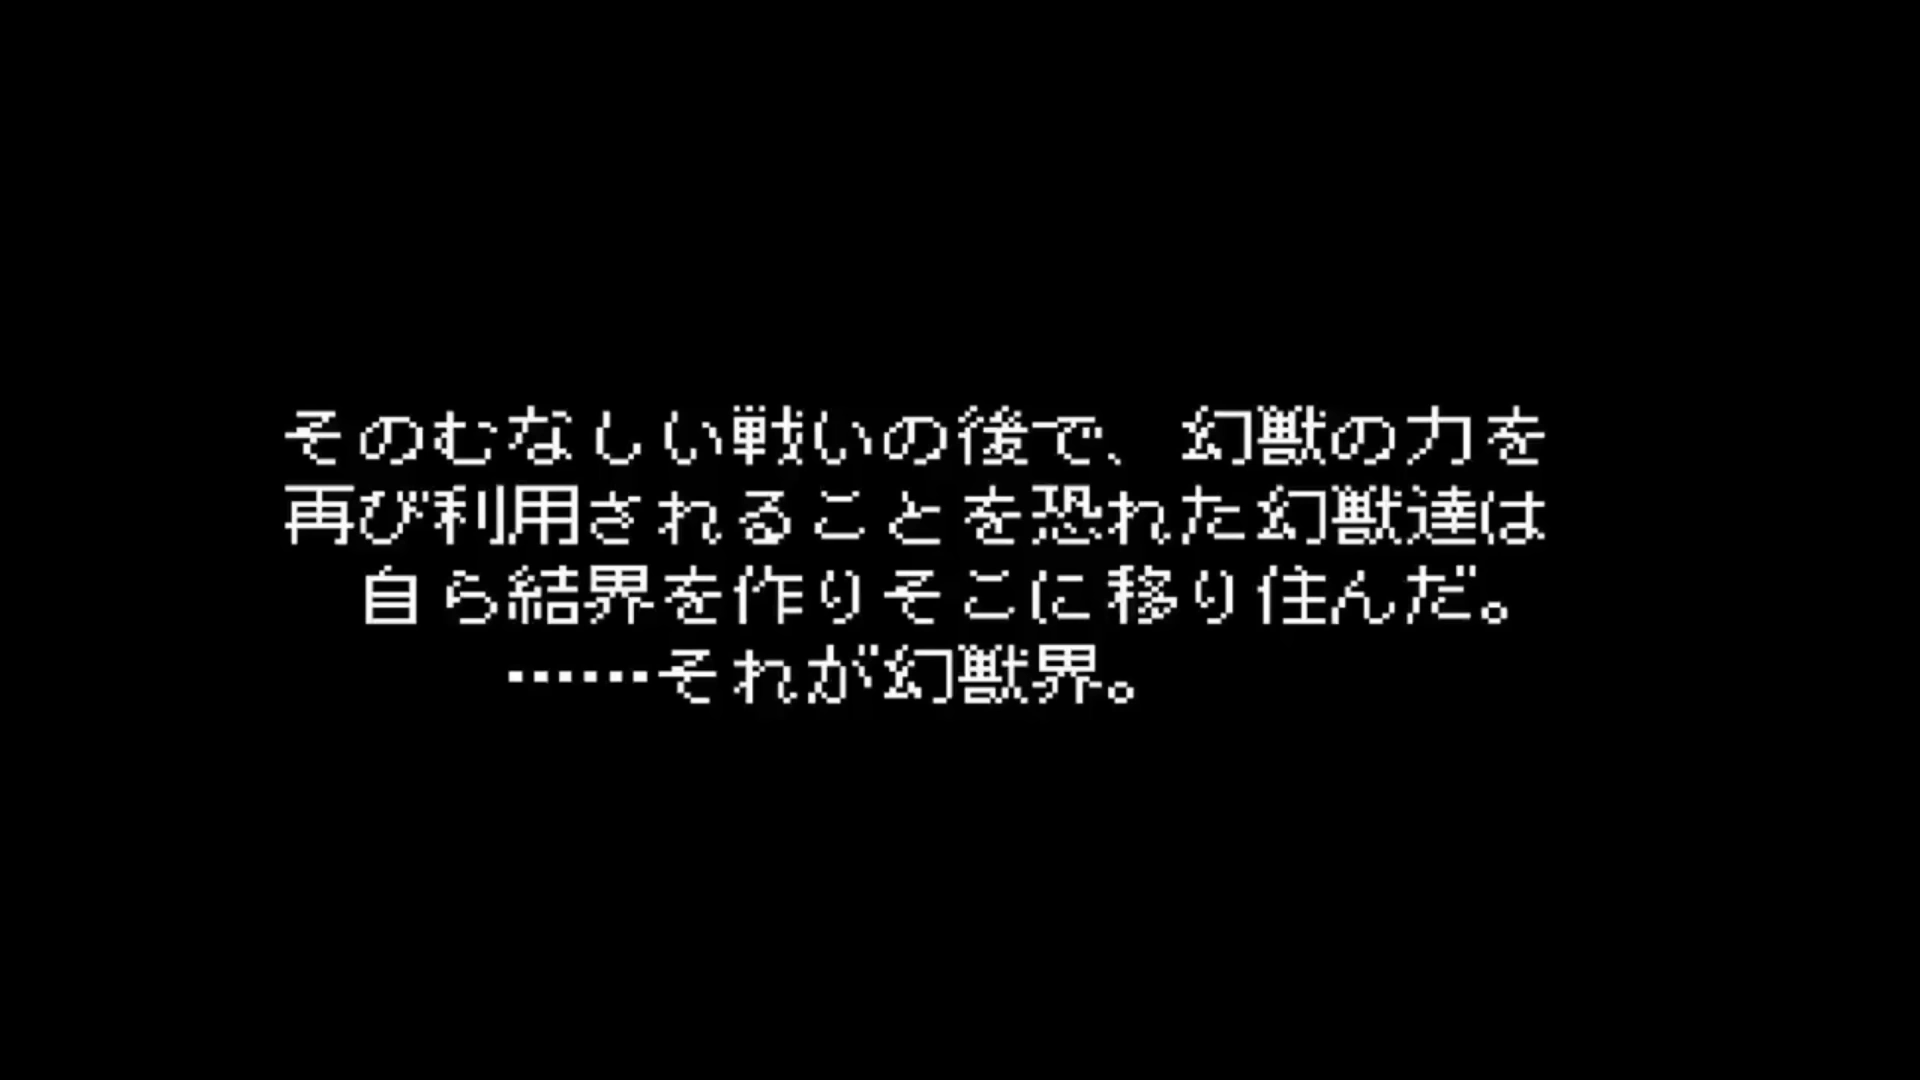 そのむなしい戦いの後で、幻獣の力を
再び利用されることを恐れた幻獣達は
自ら結界を作りそこに移り住んだ。
……それが幻獣界。